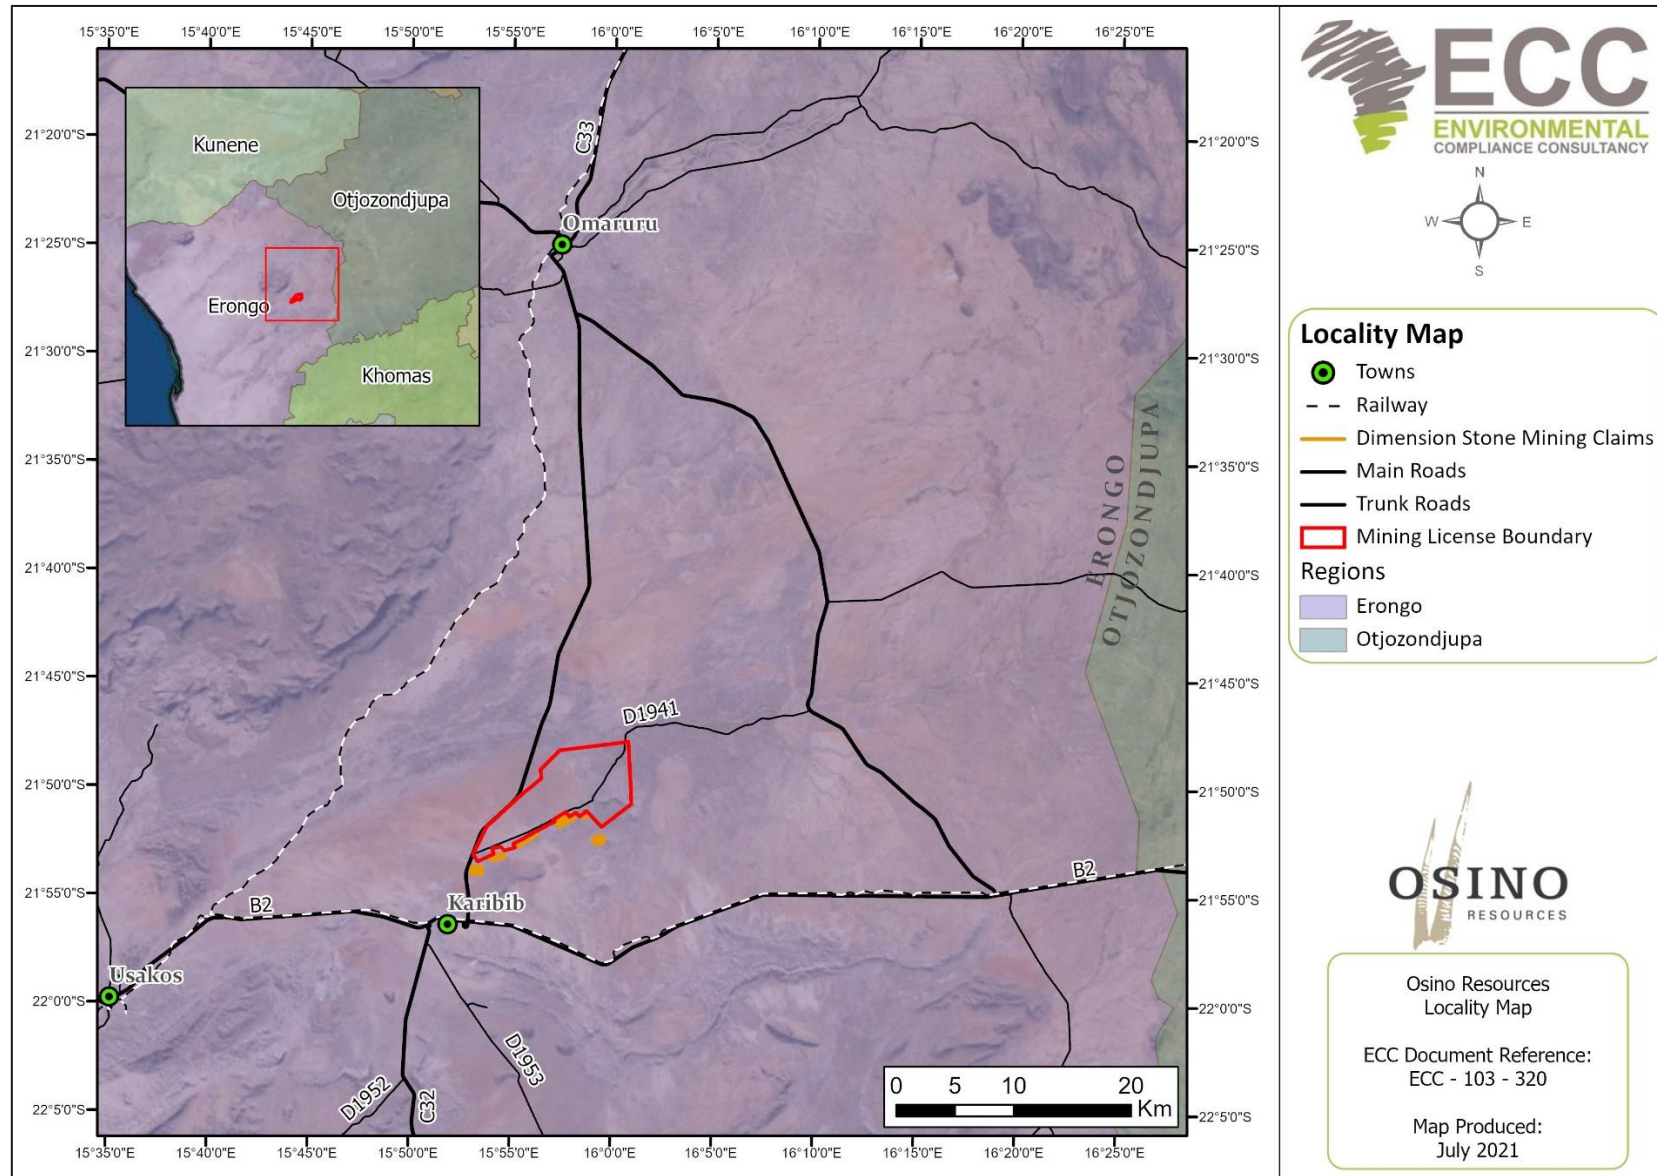 15°35'0"E 15°40'0"E 15°45'0"E 15°50'0"E 15°55'0"E 16°0'0"E 16°5'0"E 16°10'0"E 16°15'0"E 16°20'0"E 16°25'0"E
21°20'0"S
21°25'0"S
21°30'0"S
21°35'0"S
21°40'0"S
21°45'0"S
21°50'0"S
21°55'0"S
22°0'0"S
22°5'0"S
Kunene
Otjozondjupa
Erongo
Khomas
C33
Omaruru
ERONGO
OTJOZONDJUPA
D1941
B2
Karibib
B2
Usakos
D1953
D1952
C32
0 5 10 20
Km
21°20'0"S
21°25'0"S
21°30'0"S
21°35'0"S
21°40'0"S
21°45'0"S
21°50'0"S
21°55'0"S
22°0'0"S
22°5'0"S
15°35'0"E 15°40'0"E 15°45'0"E 15°50'0"E 15°55'0"E 16°0'0"E 16°5'0"E 16°10'0"E 16°15'0"E 16°20'0"E 16°25'0"E
ECC
ENVIRONMENTAL
COMPLIANCE CONSULTANCY
N
W E
S
Locality Map
Towns
Railway
Dimension Stone Mining Claims
Main Roads
Trunk Roads
Mining License Boundary
Regions
Erongo
Otjozondjupa
OSINO
RESOURCES
Osino Resources
Locality Map
ECC Document Reference:
ECC - 103 - 320
Map Produced:
July 2021